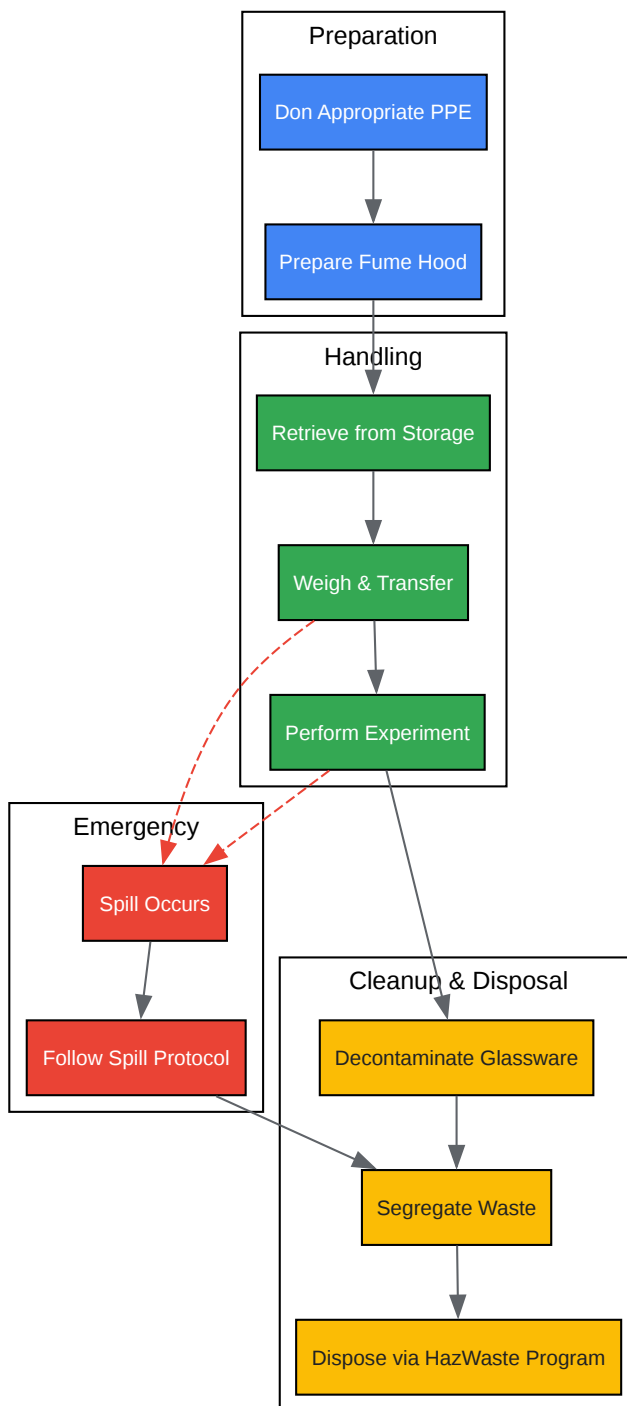 Preparation
Don Appropriate PPE
Prepare Fume Hood
Handling
Retrieve from Storage
Weigh & Transfer
Perform Experiment
Emergency
Spill Occurs
Follow Spill Protocol
Cleanup & Disposal
Decontaminate Glassware
Segregate Waste
Dispose via HazWaste Program